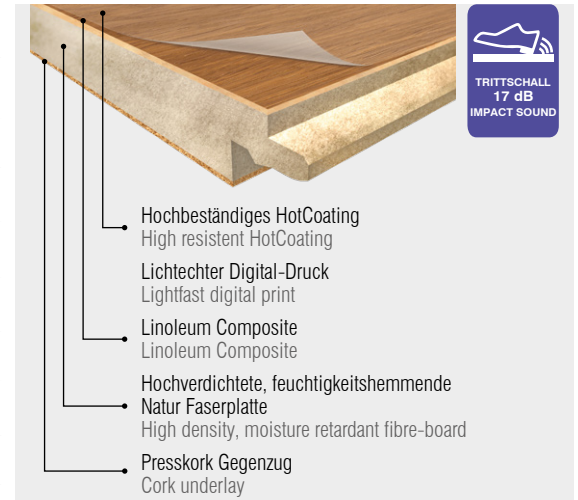 TRITTSCHALL
17 dB
IMPACT SOUND
Hochbeständiges HotCoating
High resistent HotCoating
Lichtechter Digital-Druck
Lightfast digital print
Linoleum Composite
Linoleum Composite
Hochverdichtete, feuchtigkeitshemmende
Natur Faserplatte
High density, moisture retardant fibre-board
Presskork Gegenzug
Cork underlay